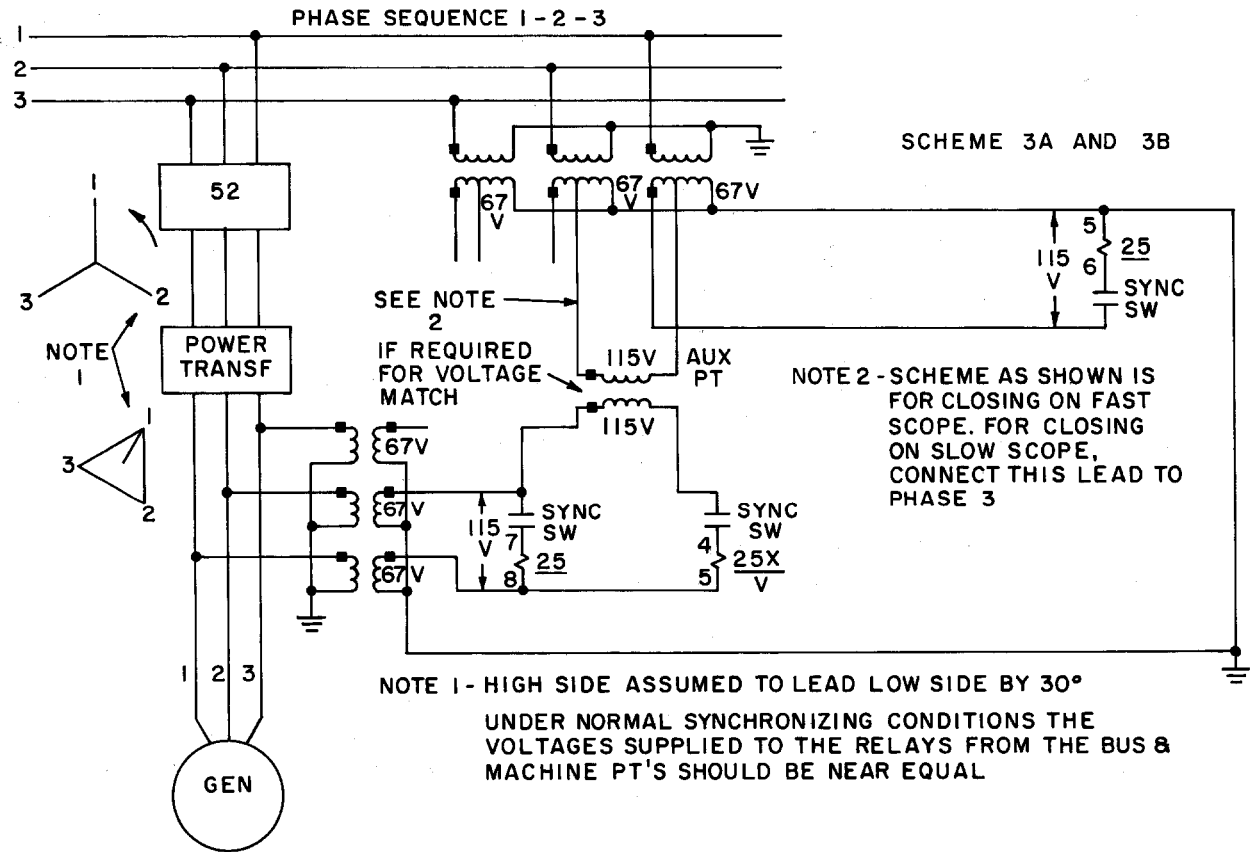 PHASE SEQUENCE 1-2-3
1
2
3
SCHEME 3A AND 3B
52
1
3
2
67
V
67
V
67V
115
V
5
25
6
SYNC
SW
SEE NOTE
2
NOTE
1
POWER
TRANSF
IF REQUIRED
FOR VOLTAGE
MATCH
115V
AUX
PT
115V
NOTE 2 - SCHEME AS SHOWN IS
FOR CLOSING ON FAST
SCOPE. FOR CLOSING
ON SLOW SCOPE,
CONNECT THIS LEAD TO
PHASE 3
1
3
2
67V
67V
67V
115
V
SYNC
SW
7
25
8
SYNC
SW
4
25X
5
V
1
2
3
NOTE 1 - HIGH SIDE ASSUMED TO LEAD LOW SIDE BY 30°
UNDER NORMAL SYNCHRONIZING CONDITIONS THE
VOLTAGES SUPPLIED TO THE RELAYS FROM THE BUS &
MACHINE PT'S SHOULD BE NEAR EQUAL
GEN